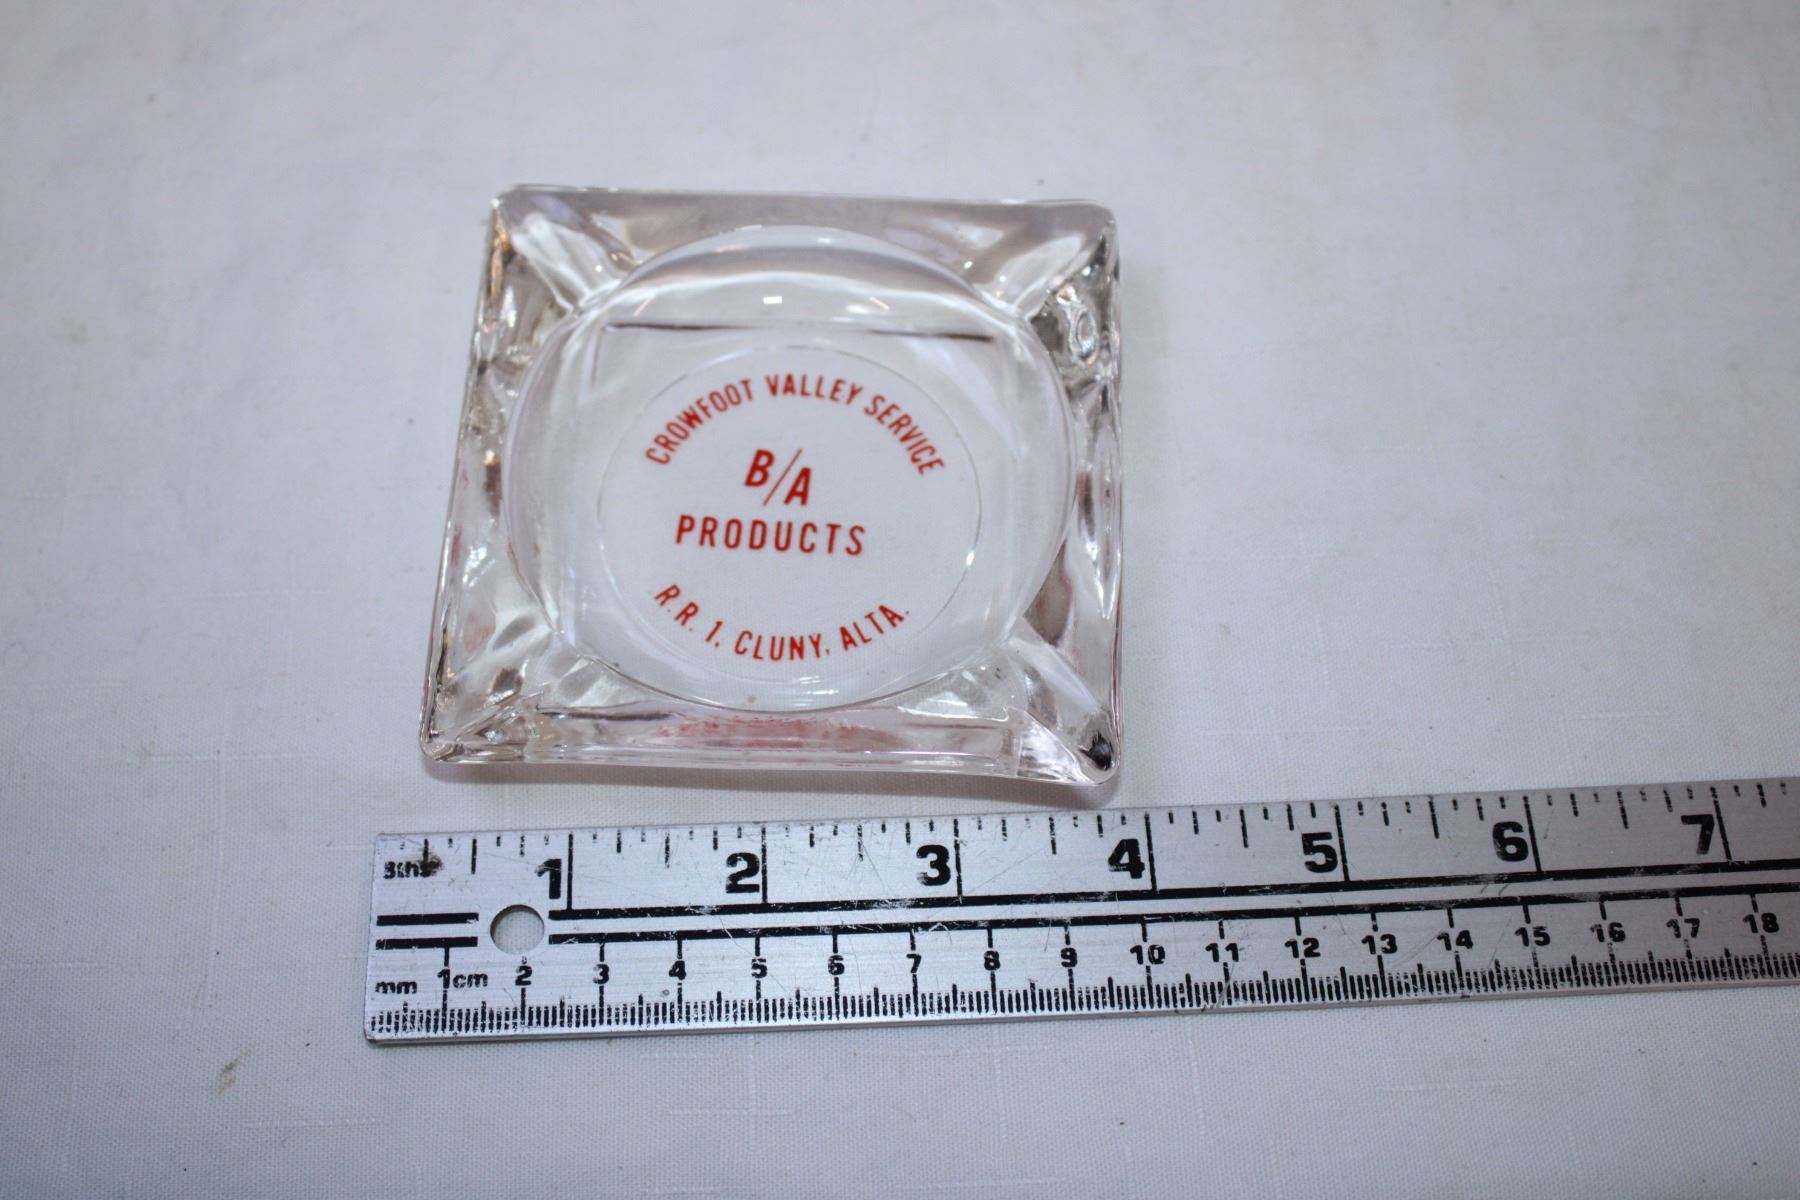 CROWFOOT VALLEY SERVICE
B/A
PRODUCTS
R.R. 1, CLUNY, ALTA.
8ths 1 2 3 4 5 6 7
mm 1cm 2 3 4 5 6 7 8 9 10 11 12 13 14 15 16 17 18